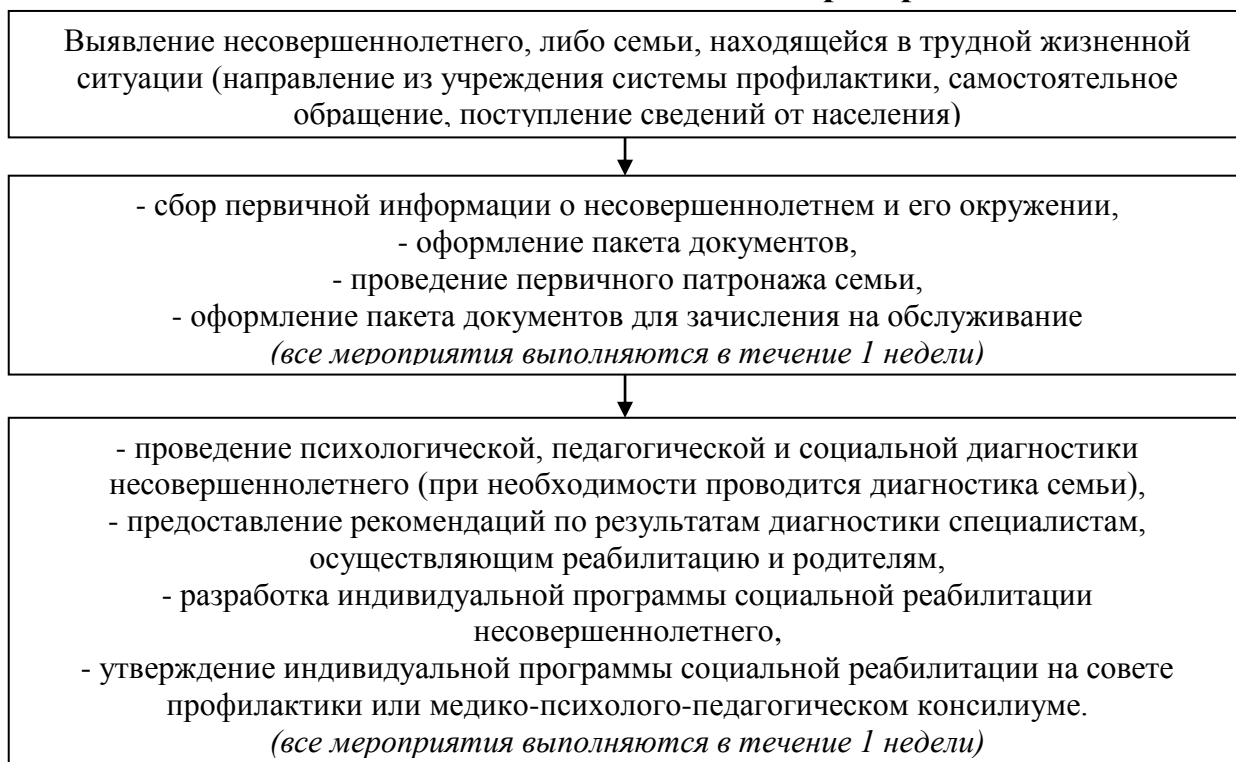 Выявление несовершеннолетнего, либо семьи, находящейся в трудной жизненной
ситуации (направление из учреждения системы профилактики, самостоятельное
обращение, поступление сведений от населения)
- сбор первичной информации о несовершеннолетнем и его окружении,
- оформление пакета документов,
- проведение первичного патронажа семьи,
- оформление пакета документов для зачисления на обслуживание
(все мероприятия выполняются в течение 1 недели)
- проведение психологической, педагогической и социальной диагностики
несовершеннолетнего (при необходимости проводится диагностика семьи),
- предоставление рекомендаций по результатам диагностики специалистам,
осуществляющим реабилитацию и родителям,
- разработка индивидуальной программы социальной реабилитации
несовершеннолетнего,
- утверждение индивидуальной программы социальной реабилитации на совете
профилактики или медико-психолого-педагогическом консилиуме.
(все мероприятия выполняются в течение 1 недели)